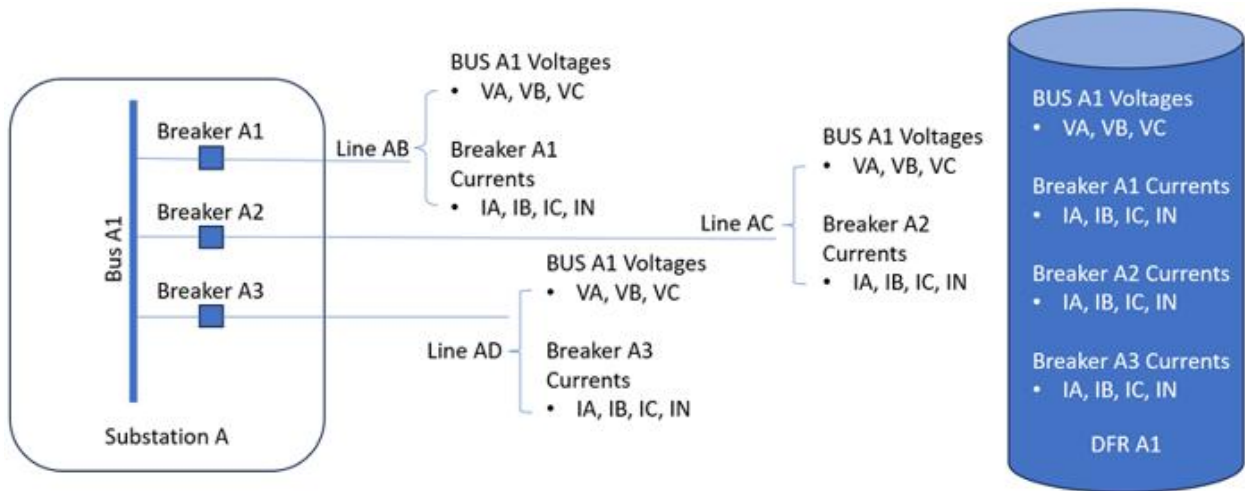 Bus A1
Breaker A1
Breaker A2
Breaker A3
Substation A
Line AB
BUS A1 Voltages
• VA, VB, VC
Breaker A1
Currents
• IA, IB, IC, IN
Line AC
BUS A1 Voltages
• VA, VB, VC
Breaker A2
Currents
• IA, IB, IC, IN
Line AD
BUS A1 Voltages
• VA, VB, VC
Breaker A3
Currents
• IA, IB, IC, IN
BUS A1 Voltages
• VA, VB, VC
Breaker A1 Currents
• IA, IB, IC, IN
Breaker A2 Currents
• IA, IB, IC, IN
Breaker A3 Currents
• IA, IB, IC, IN
DFR A1